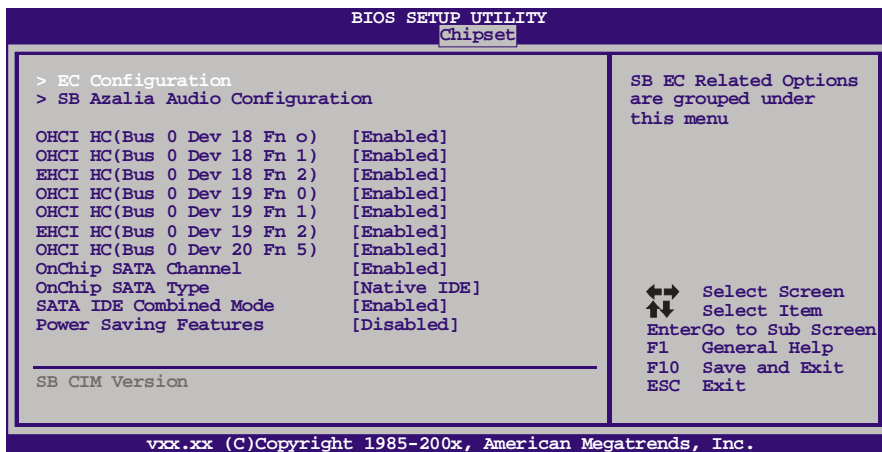 BIOS SETUP UTILITY
Chipset
> EC Configuration
> SB Azalia Audio Configuration
OHCI HC(Bus 0 Dev 18 Fn o) [Enabled]
OHCI HC(Bus 0 Dev 18 Fn 1) [Enabled]
EHCI HC(Bus 0 Dev 18 Fn 2) [Enabled]
OHCI HC(Bus 0 Dev 19 Fn 0) [Enabled]
OHCI HC(Bus 0 Dev 19 Fn 1) [Enabled]
EHCI HC(Bus 0 Dev 19 Fn 2) [Enabled]
OHCI HC(Bus 0 Dev 20 Fn 5) [Enabled]
OnChip SATA Channel [Enabled]
OnChip SATA Type [Native IDE]
SATA IDE Combined Mode [Enabled]
Power Saving Features [Disabled]
SB CIM Version
SB EC Related Options
are grouped under
this menu
Select Screen
Select Item
EnterGo to Sub Screen
F1 General Help
F10 Save and Exit
ESC Exit
vxx.xx (C)Copyright 1985-200x, American Megatrends, Inc.